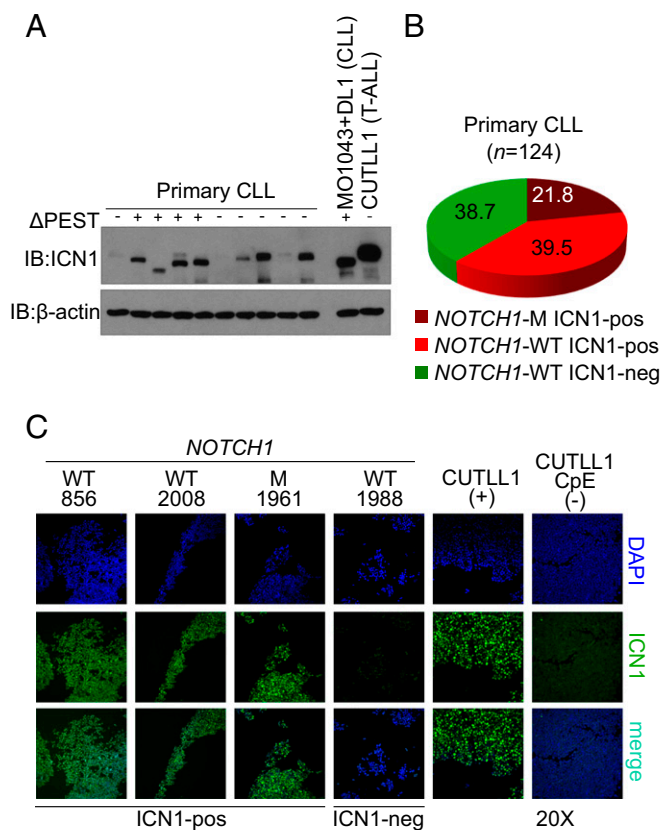 A
Primary CLL
MO1043+DL1 (CLL)
CUTLL1 (T-ALL)
ΔPEST - + + + + - - - - - + -
IB:ICN1
IB:β-actin
B
Primary CLL
(n=124)
21.8
39.5
38.7
NOTCH1-M ICN1-pos
NOTCH1-WT ICN1-pos
NOTCH1-WT ICN1-neg
C
NOTCH1
WT
856
WT
2008
M
1961
WT
1988
CUTLL1
(+)
CUTLL1
CpE
(-)
DAPI
ICN1
merge
ICN1-pos
ICN1-neg
20X